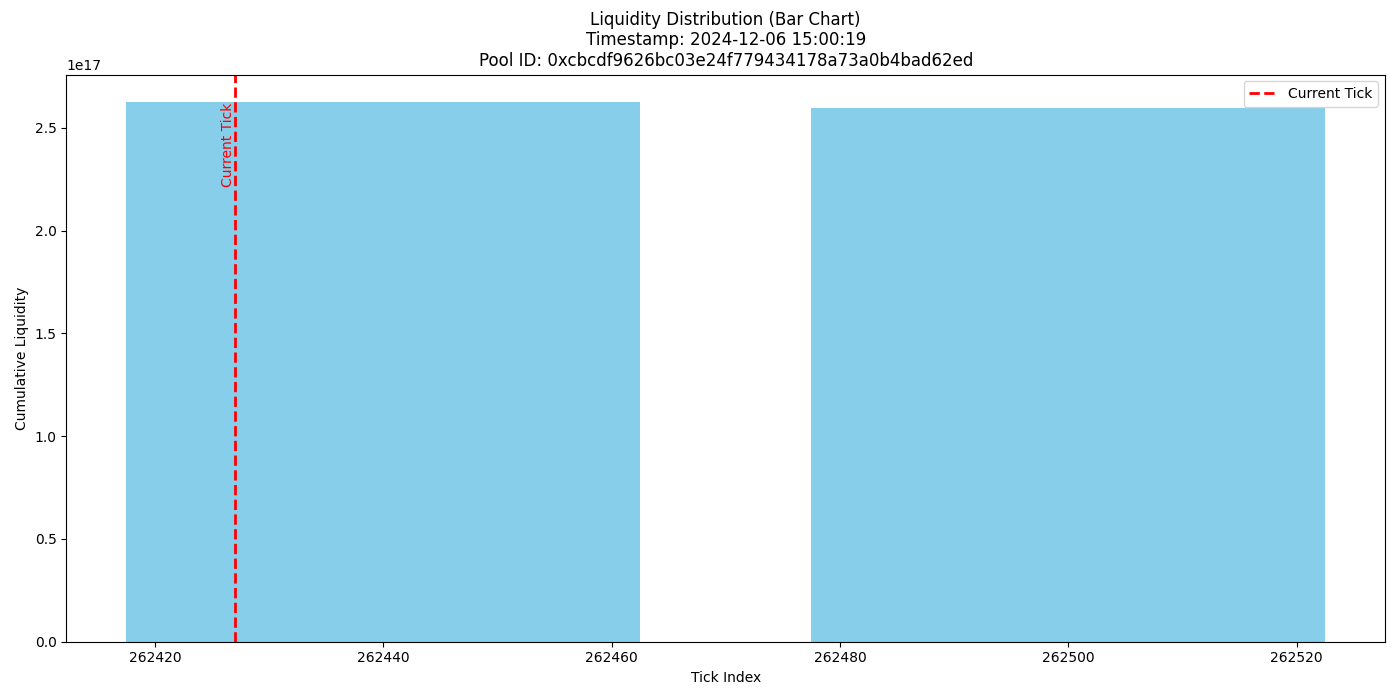 Liquidity Distribution (Bar Chart)
Timestamp: 2024-12-06 15:00:19
Pool ID: 0xcbcdf9626bc03e24f779434178a73a0b4bad62ed
1e17
Current Tick
Current Tick
2.5
2.0
1.5
1.0
0.5
0.0
Cumulative Liquidity
262420 262440 262460 262480 262500 262520
Tick Index